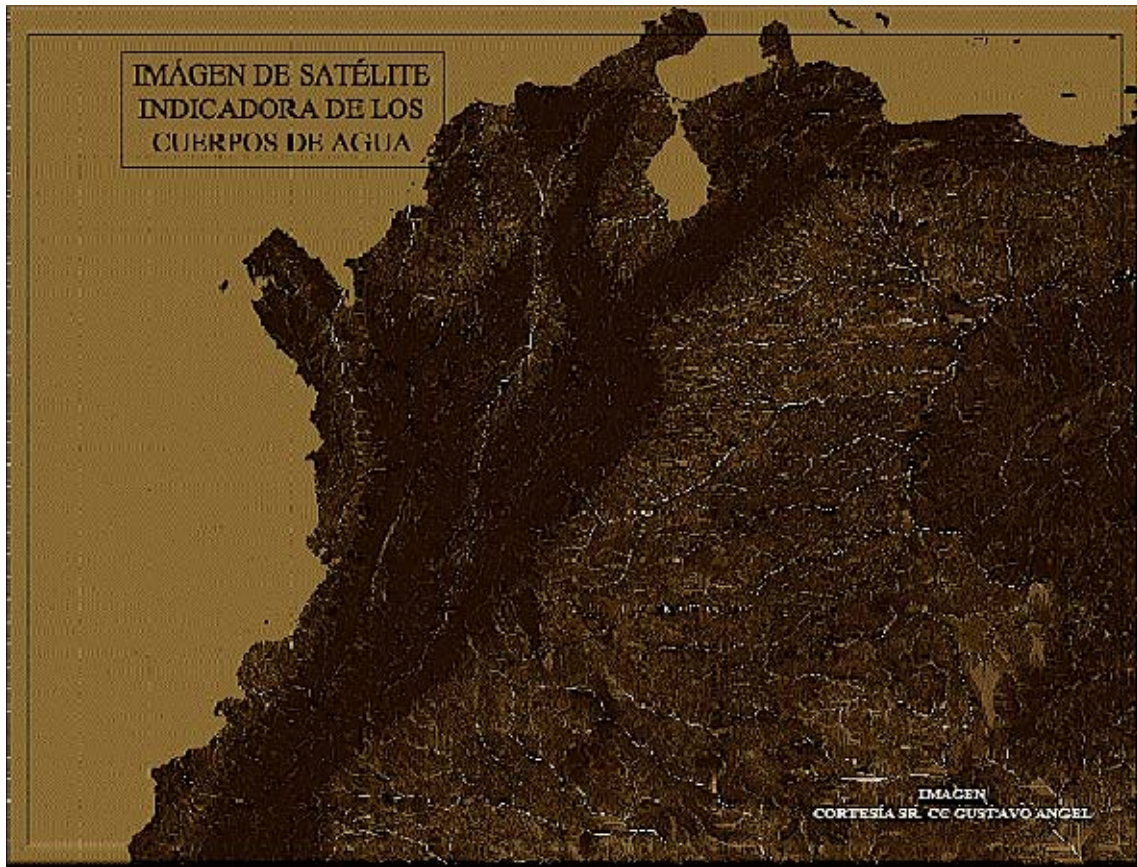 IMÁGEN DE SATÉLITE
INDICADORA DE LOS
CUERPOS DE AGUA
IMAGEN
CORTESÍA SR. CC GUSTAVO ANGEL